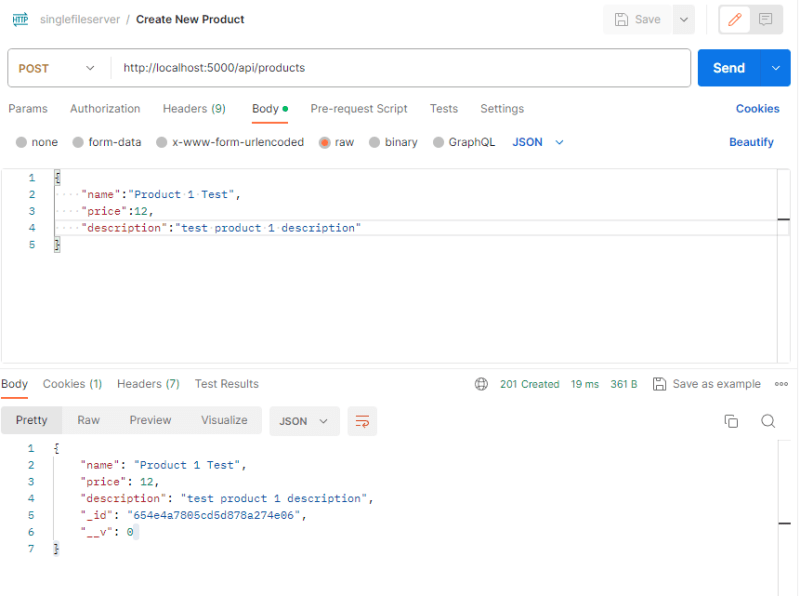 HTTP singlefileserver / Create New Product Save
POST http://localhost:5000/api/products Send
Params Authorization Headers (9) Body Pre-request Script Tests Settings Cookies
none form-data x-www-form-urlencoded raw binary GraphQL JSON Beautify
1 {
2 "name":"Product 1 Test",
3 "price":12,
4 "description":"test product 1 description"
5 }
Body Cookies (1) Headers (7) Test Results 201 Created 19 ms 361 B Save as example
Pretty Raw Preview Visualize JSON
1 {
2 "name": "Product 1 Test",
3 "price": 12,
4 "description": "test product 1 description",
5 "_id": "654e4a7805cd5d878a274e06",
6 "__v": 0
7 }